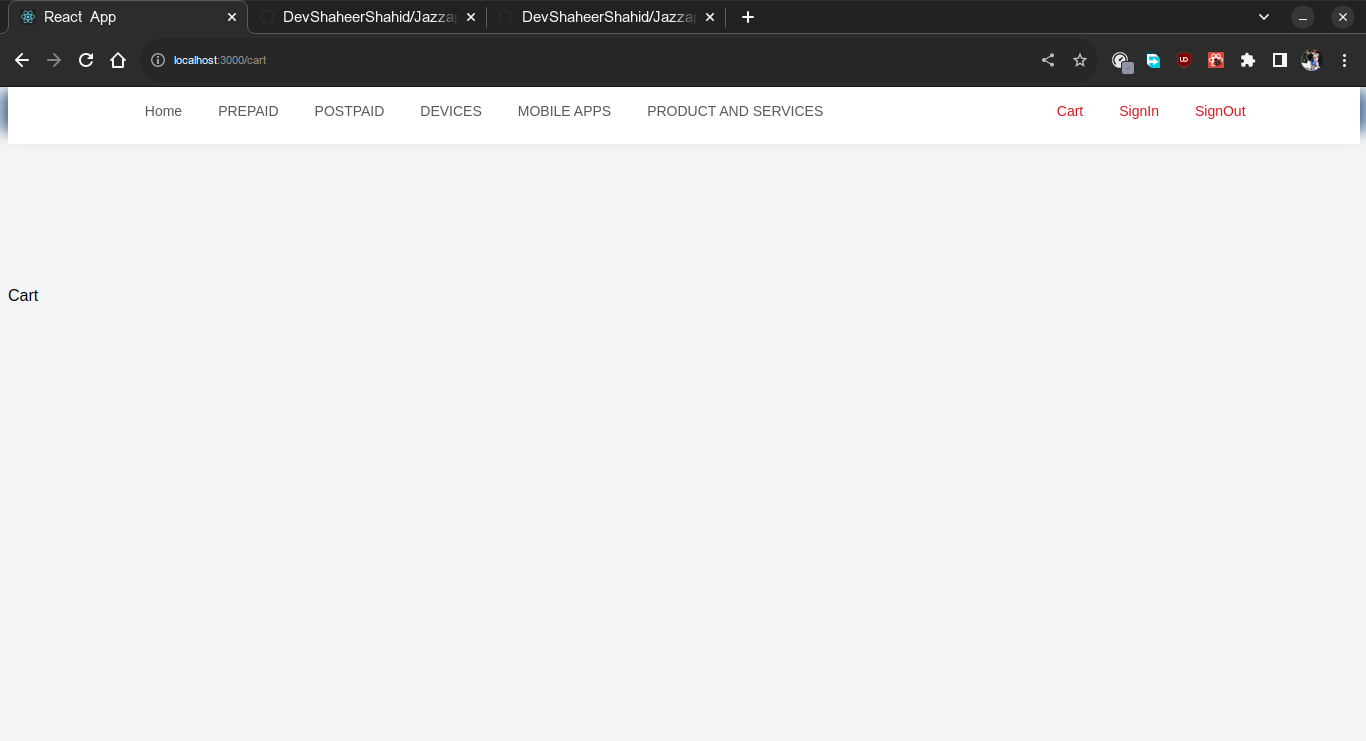 React App
DevShaheerShahid/Jazza
DevShaheerShahid/Jazza
localhost:3000/cart
Home PREPAID POSTPAID DEVICES MOBILE APPS PRODUCT AND SERVICES Cart SignIn SignOut
Cart